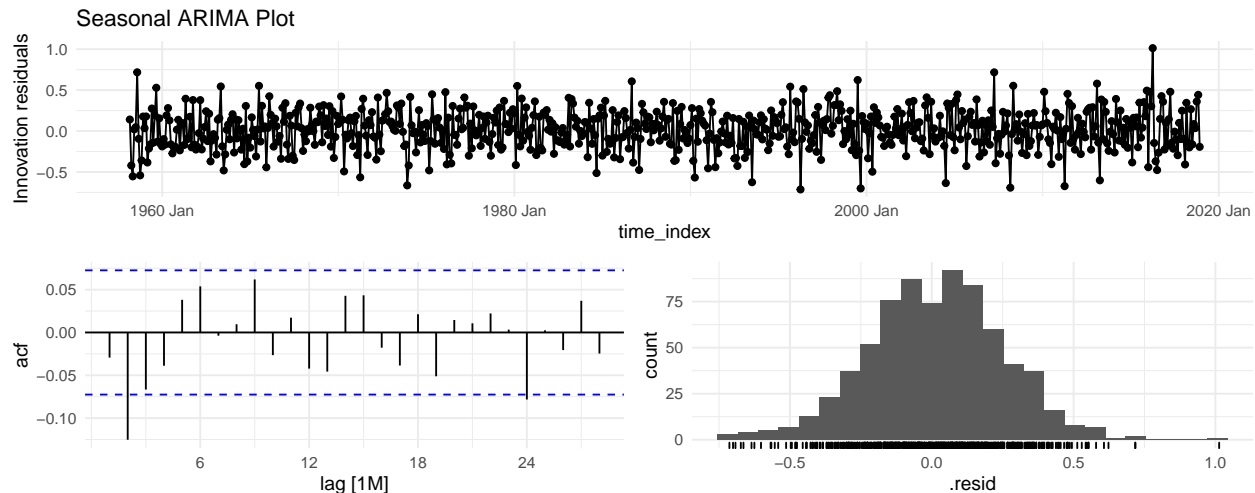 Seasonal ARIMA Plot
Innovation residuals
1.0
0.5
0.0
−0.5
1960 Jan
1980 Jan
2000 Jan
2020 Jan
time_index
acf
0.05
0.00
−0.05
−0.10
6
12
18
24
lag [1M]
count
75
50
25
0
−0.5
0.0
0.5
1.0
.resid